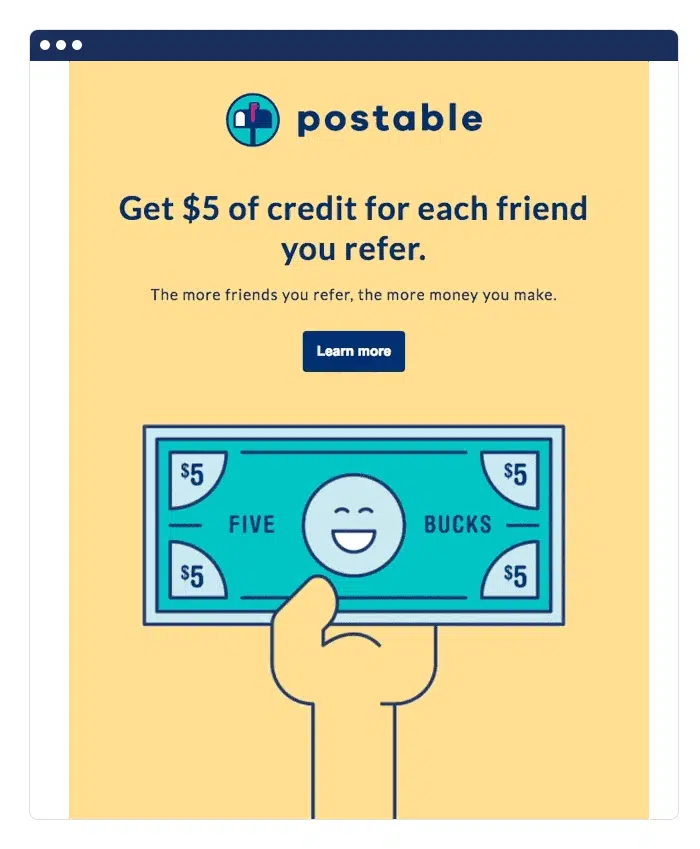 postable
Get $5 of credit for each friend
you refer.
The more friends you refer, the more money you make.
Learn more
$5 $5
FIVE BUCKS
$5 $5